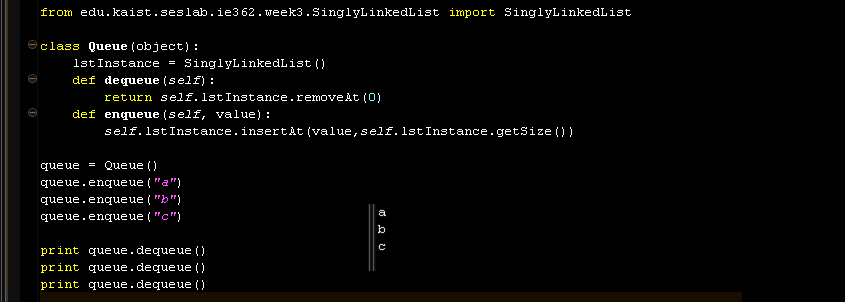 from edu.kaist.seslab.ie362.week3.SinglyLinkedList import SinglyLinkedList
class Queue(object):
    lstInstance = SinglyLinkedList()
    def dequeue(self):
        return self.lstInstance.removeAt(0)
    def enqueue(self, value):
        self.lstInstance.insertAt(value,self.lstInstance.getSize())
queue = Queue()
queue.enqueue("a")
queue.enqueue("b")
queue.enqueue("c")
print queue.dequeue()
print queue.dequeue()
print queue.dequeue()
a
b
c